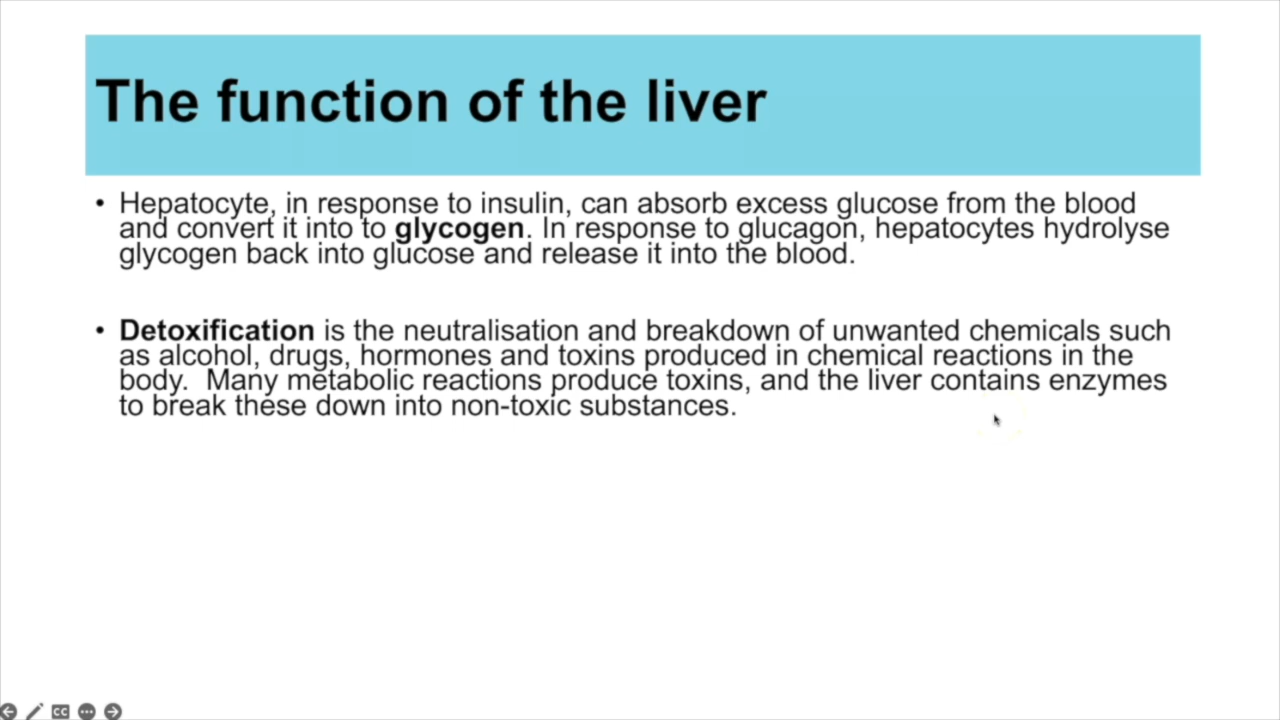 The function of the liver
• Hepatocyte, in response to insulin, can absorb excess glucose from the blood
and convert it into to glycogen. In response to glucagon, hepatocytes hydrolyse
glycogen back into glucose and release it into the blood.
• Detoxification is the neutralisation and breakdown of unwanted chemicals such
as alcohol, drugs, hormones and toxins produced in chemical reactions in the
body.  Many metabolic reactions produce toxins, and the liver contains enzymes
to break these down into non-toxic substances.
CC